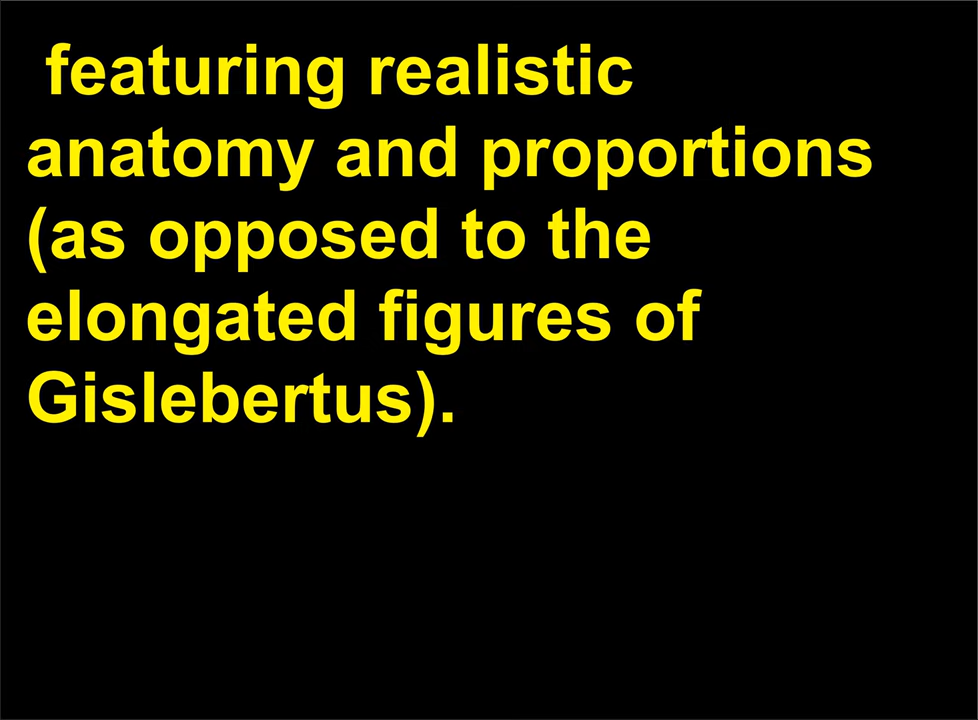 featuring realistic
anatomy and proportions
(as opposed to the
elongated figures of
Gislebertus).